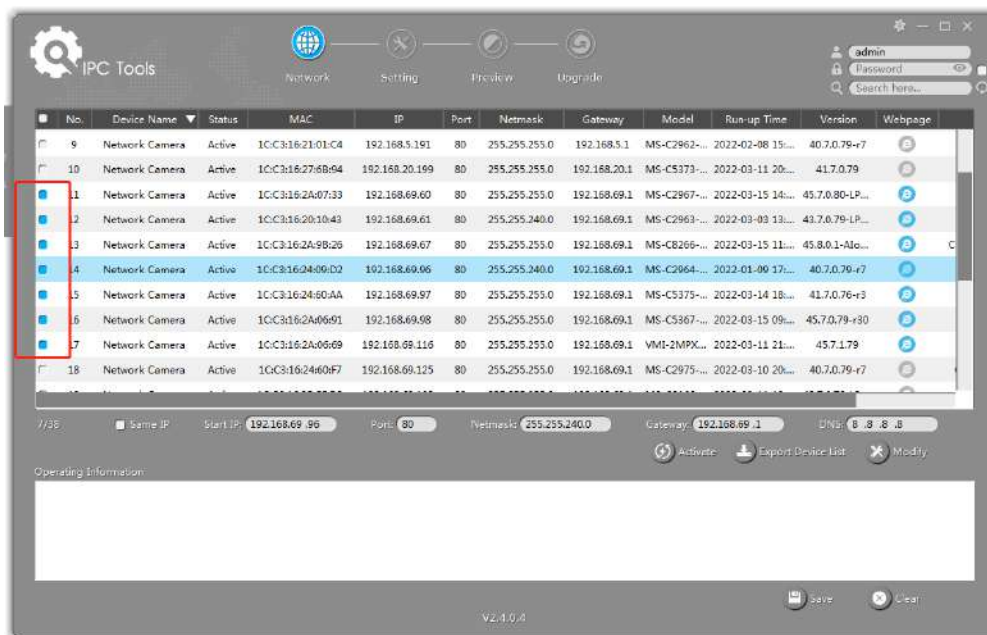 IPC Tools
Network Setting Preview Upgrade
admin
Password
Search here...
No. Device Name Status MAC IP Port Netmask Gateway Model Run-up Time Version Webpage
9 Network Camera Active 1C:C3:16:21:01:C4 192.168.5.191 80 255.255.255.0 192.168.5.1 MS-C2962-... 2022-02-08 15:... 40.7.0.79-r7
10 Network Camera Active 1C:C3:16:27:6B:94 192.168.20.199 80 255.255.255.0 192.168.20.1 MS-C5373-... 2022-03-11 20:... 41.7.0.79
11 Network Camera Active 1C:C3:16:2A:07:33 192.168.69.60 80 255.255.255.0 192.168.69.1 MS-C2967-... 2022-03-15 14:... 45.7.0.80-LP...
12 Network Camera Active 1C:C3:16:20:10:43 192.168.69.61 80 255.255.240.0 192.168.69.1 MS-C2963-... 2022-03-03 13:... 43.7.0.79-LP...
13 Network Camera Active 1C:C3:16:2A:9B:26 192.168.69.67 80 255.255.255.0 192.168.69.1 MS-C8266-... 2022-03-15 11:... 45.8.0.1-AIo... C
14 Network Camera Active 1C:C3:16:24:09:D2 192.168.69.96 80 255.255.240.0 192.168.69.1 MS-C2964-... 2022-01-09 17:... 40.7.0.79-r7
15 Network Camera Active 1C:C3:16:24:60:AA 192.168.69.97 80 255.255.255.0 192.168.69.1 MS-C5375-... 2022-03-14 18:... 41.7.0.76-r3
16 Network Camera Active 1C:C3:16:2A:06:91 192.168.69.98 80 255.255.255.0 192.168.69.1 MS-C5367-... 2022-03-15 09:... 45.7.0.79-r30
17 Network Camera Active 1C:C3:16:2A:06:69 192.168.69.116 80 255.255.255.0 192.168.69.1 VMI-2MPX... 2022-03-11 21:... 45.7.1.79
18 Network Camera Active 1C:C3:16:24:60:F7 192.168.69.125 80 255.255.255.0 192.168.69.1 MS-C2975-... 2022-03-10 20:... 40.7.0.79-r7
7/38 Same IP Start IP: 192.168.69 .96 Port: 80 Netmask: 255.255.240.0 Gateway: 192.168.69 .1 DNS: 8 .8 .8 .8
Activate Export Device List Modify
Operating Information
Save Clear
V2.4.0.4